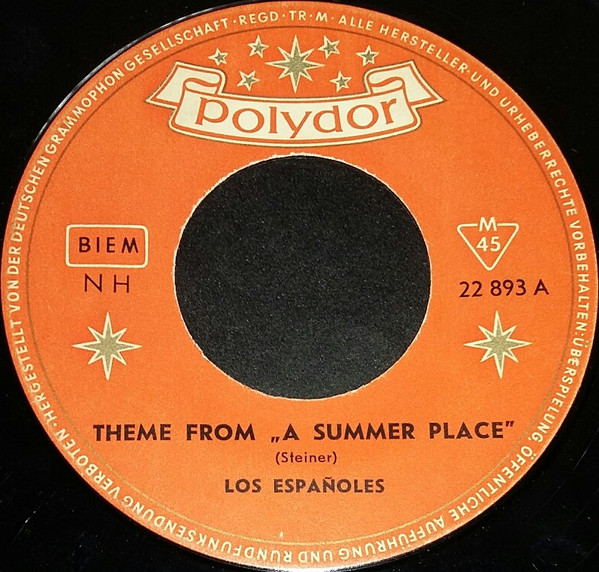 HERGESTELLT VON DER DEUTSCHEN GRAMMOPHON GESELLSCHAFT · REGD · TR · M · ALLE HERSTELLER- UND URHEBERRECHTE VORBEHALTEN: ÜBERSPIELUNG, ÖFFENTLICHE AUFFÜHRUNG UND RUNDFUNKSENDUNG VERBOTEN ·
polydor
BIEM
NH
M
45
22 893 A
THEME FROM „A SUMMER PLACE"
(Steiner)
LOS ESPAÑOLES